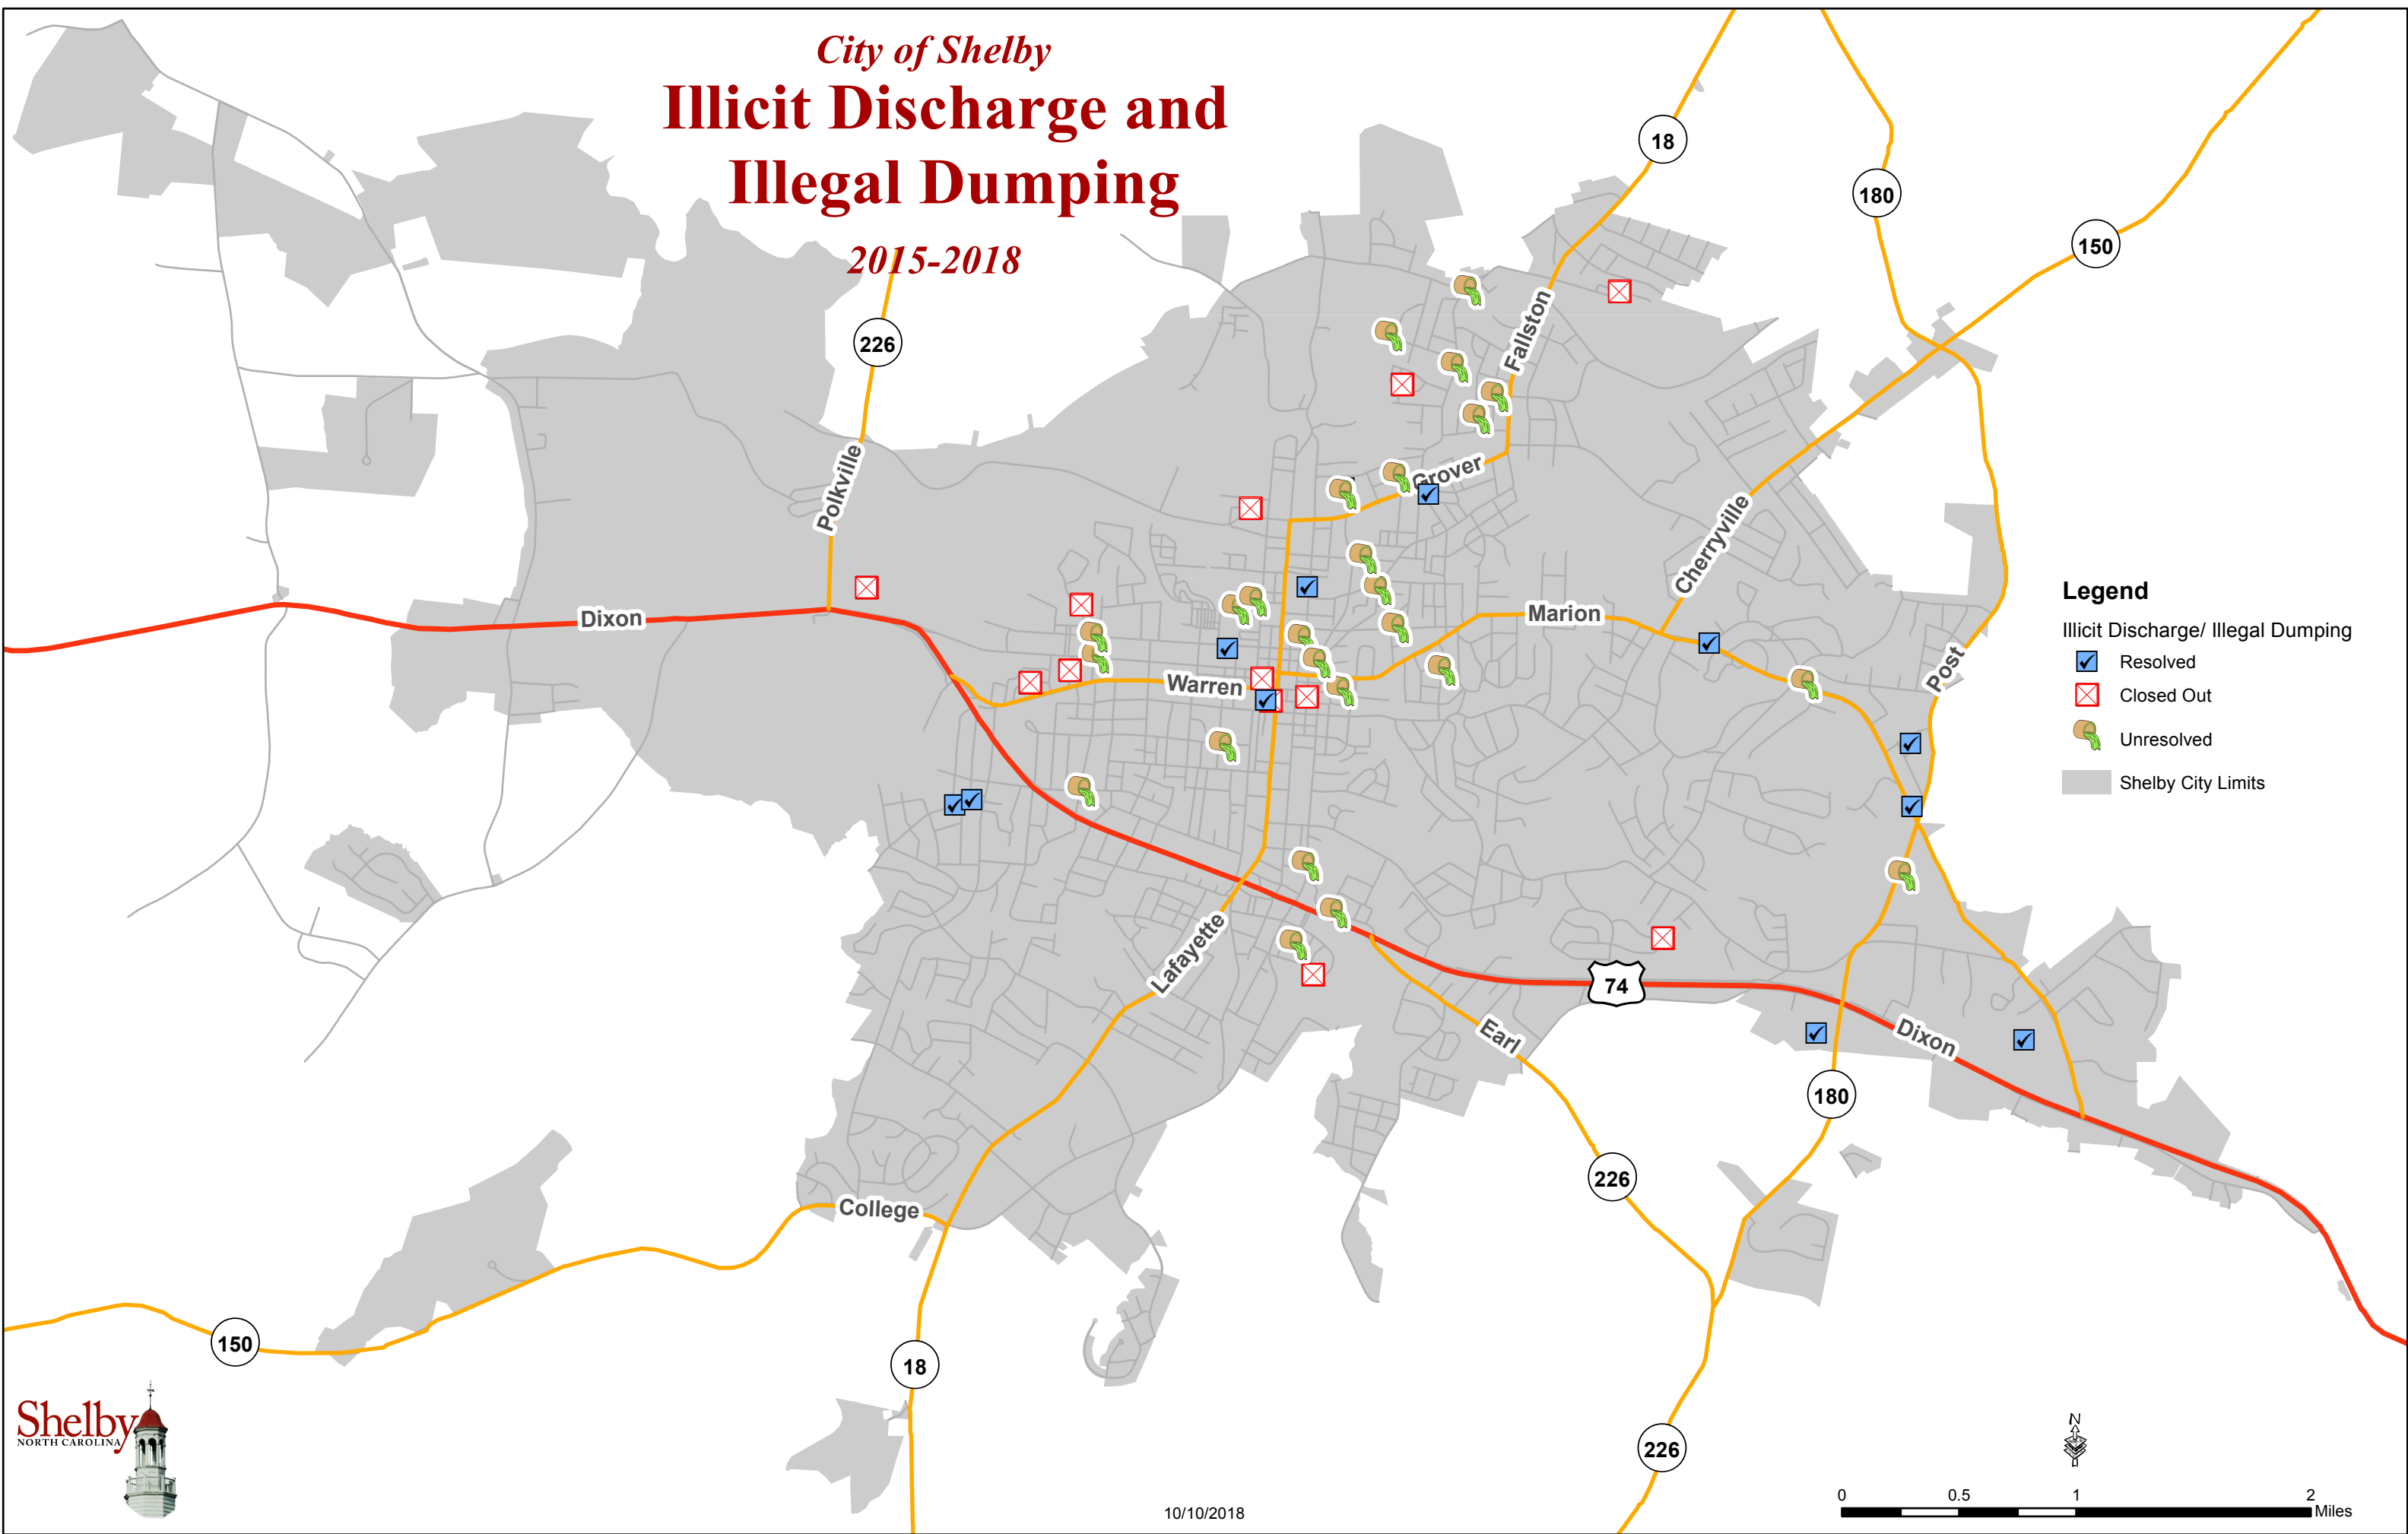 City of Shelby
Illicit Discharge and
Illegal Dumping
2015-2018
18
180
150
226
Fallston
Polkville
Grover
Cherryville
Dixon
Marion
Warren
Post
Legend
Illicit Discharge/ Illegal Dumping
Resolved
Closed Out
Unresolved
Shelby City Limits
Lafayette
74
Earl
Dixon
180
226
College
150
18
226
Shelby
NORTH CAROLINA
10/10/2018
N
0 0.5 1 2
Miles